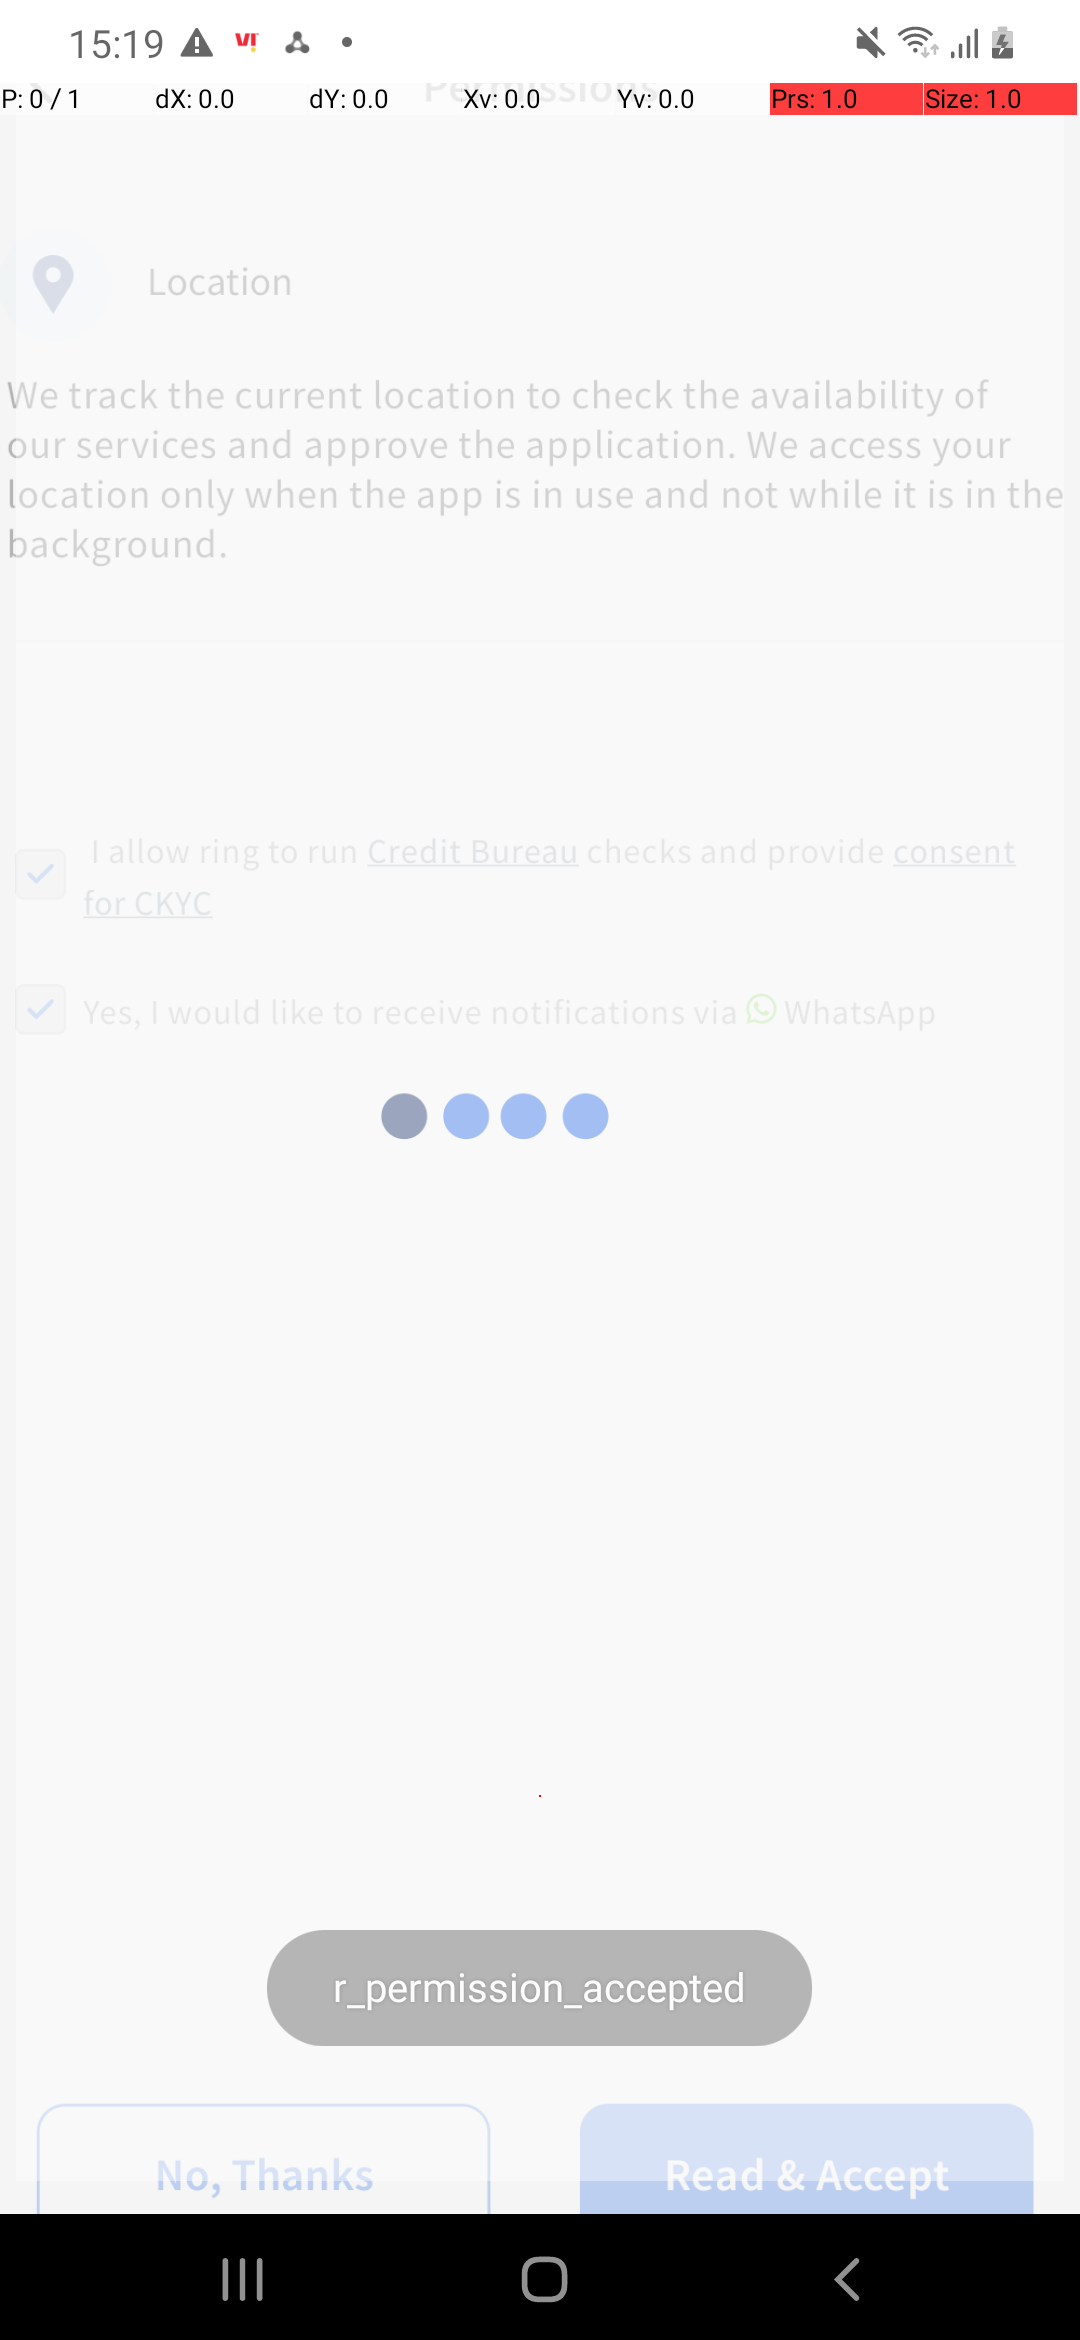 15:19
Permissions
P: 0 / 1 dX: 0.0 dY: 0.0 Xv: 0.0 Yv: 0.0 Prs: 1.0 Size: 1.0
Location
We track the current location to check the availability of
our services and approve the application. We access your
location only when the app is in use and not while it is in the
background.
I allow ring to run Credit Bureau checks and provide consent
for CKYC
Yes, I would like to receive notifications via WhatsApp
r_permission_accepted
No, Thanks
Read & Accept